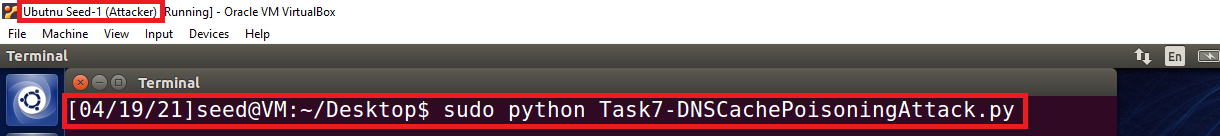 Ubutnu Seed-1 (Attacker) [Running] - Oracle VM VirtualBox
File Machine View Input Devices Help
Terminal En
Terminal
[04/19/21]seed@VM:~/Desktop$ sudo python Task7-DNSCachePoisoningAttack.py